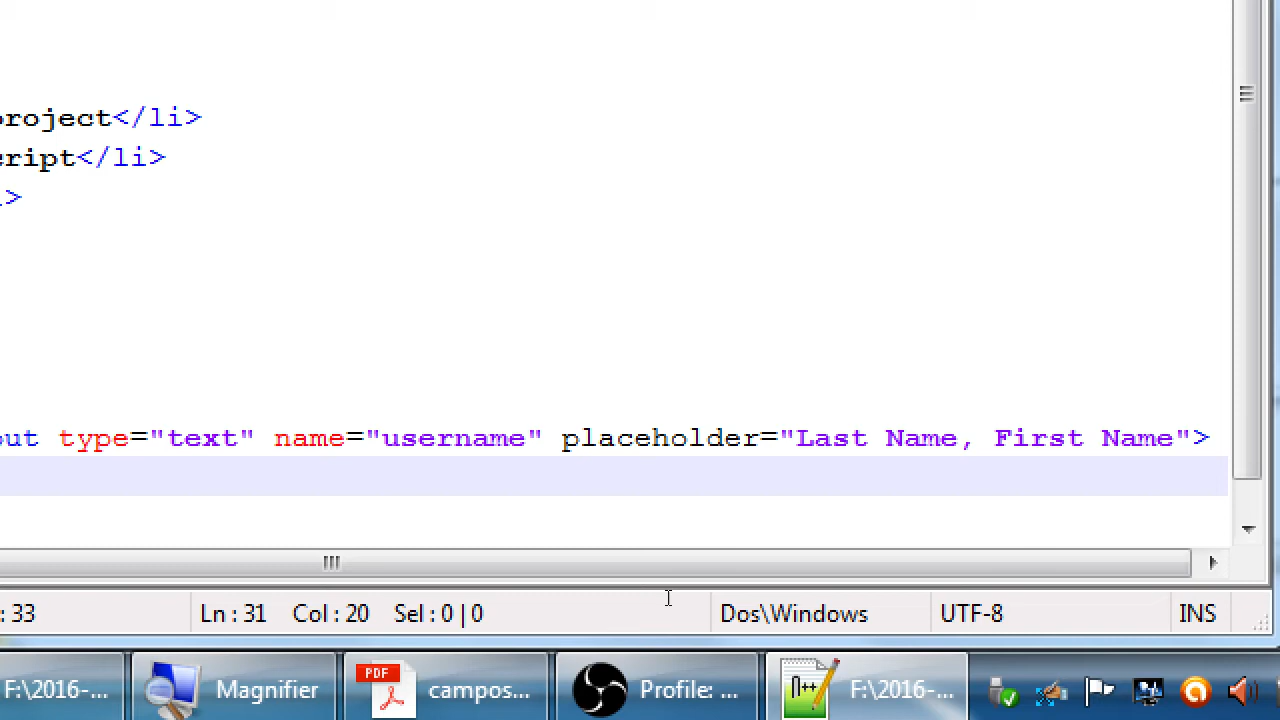 roject</li>
ript</li>
>
ut type="text" name="username" placeholder="Last Name, First Name">
: 33 Ln : 31 Col : 20 Sel : 0 | 0 Dos\Windows UTF-8 INS
F:\2016-... Magnifier PDF campos... Profile: ... F:\2016-...